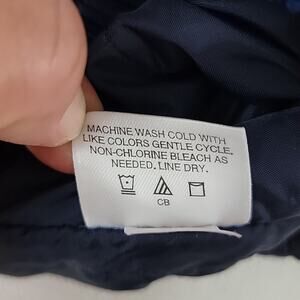 MACHINE WASH COLD WITH
LIKE COLORS GENTLE CYCLE.
NON-CHLORINE BLEACH AS
NEEDED. LINE DRY.
CB